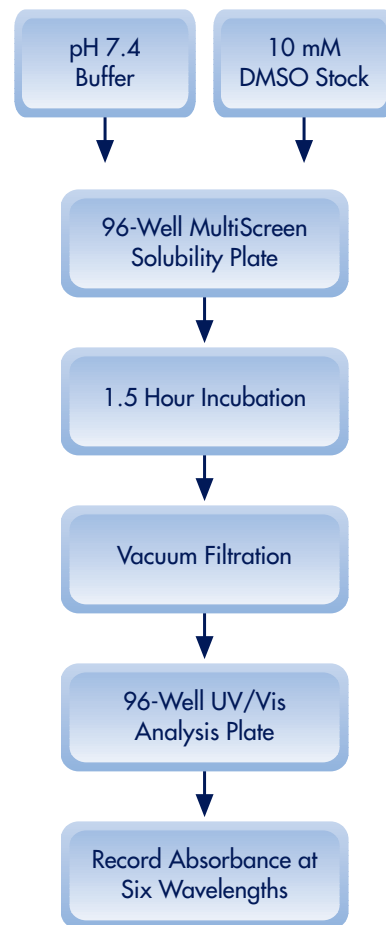 pH 7.4
Buffer
10 mM
DMSO Stock
96-Well MultiScreen
Solubility Plate
1.5 Hour Incubation
Vacuum Filtration
96-Well UV/Vis
Analysis Plate
Record Absorbance at
Six Wavelengths